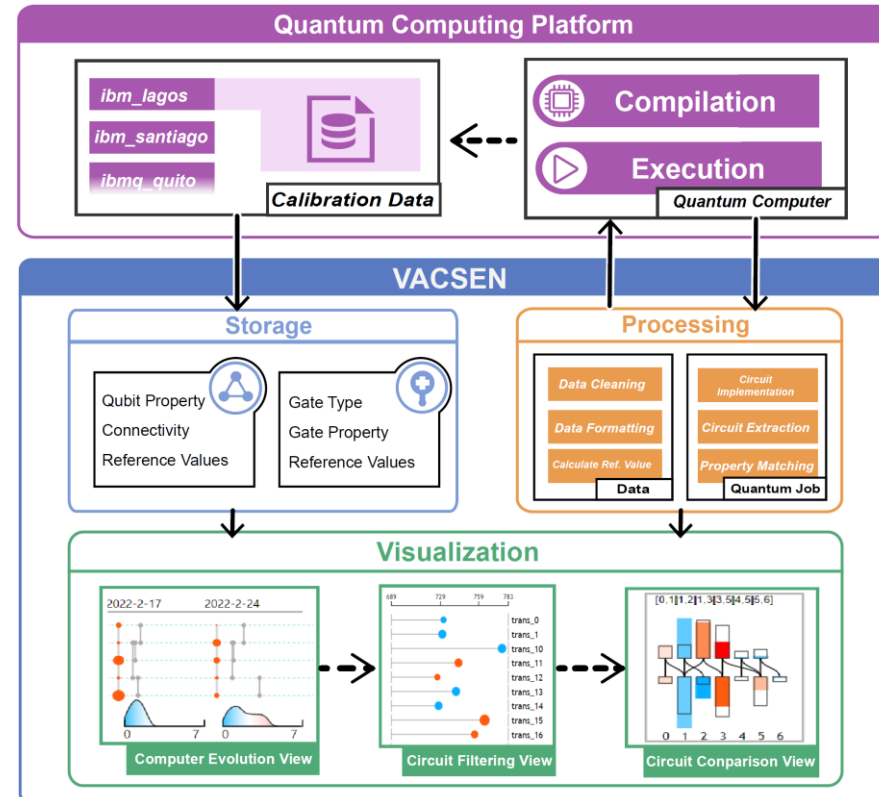 Quantum Computing Platform
ibm_lagos
ibm_santiago
ibmq_quito
Calibration Data
Compilation
Execution
Quantum Computer
VACSEN
Storage
Qubit Property
Connectivity
Reference Values
Gate Type
Gate Property
Reference Values
Processing
Data Cleaning
Data Formatting
Calculate Ref. Value
Data
Circuit
Implementation
Circuit Extraction
Property Matching
Quantum Job
Visualization
2022-2-17 2022-2-24
0 7 0 7
Computer Evolution View
689 729 759 783
trans_0
trans_1
trans_10
trans_11
trans_12
trans_13
trans_14
trans_15
trans_16
Circuit Filtering View
[0,1][1,2][1,3][3,5][4,5][5,6]
0 1 2 3 4 5 6
Circuit Conparison View